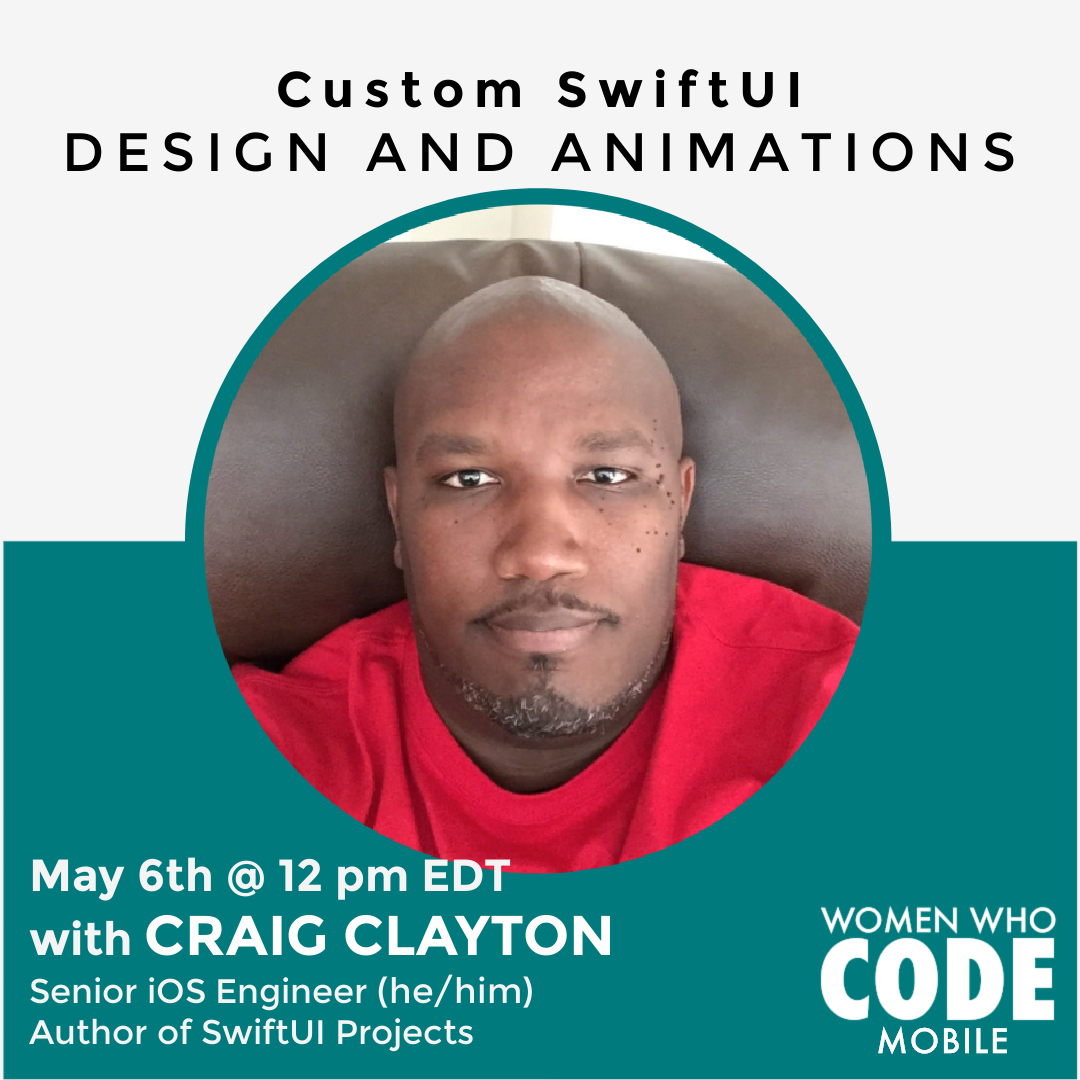 Custom SwiftUI
DESIGN AND ANIMATIONS
May 6th @ 12 pm EDT
with CRAIG CLAYTON
Senior iOS Engineer (he/him)
Author of SwiftUI Projects
WOMEN WHO
CODE
MOBILE